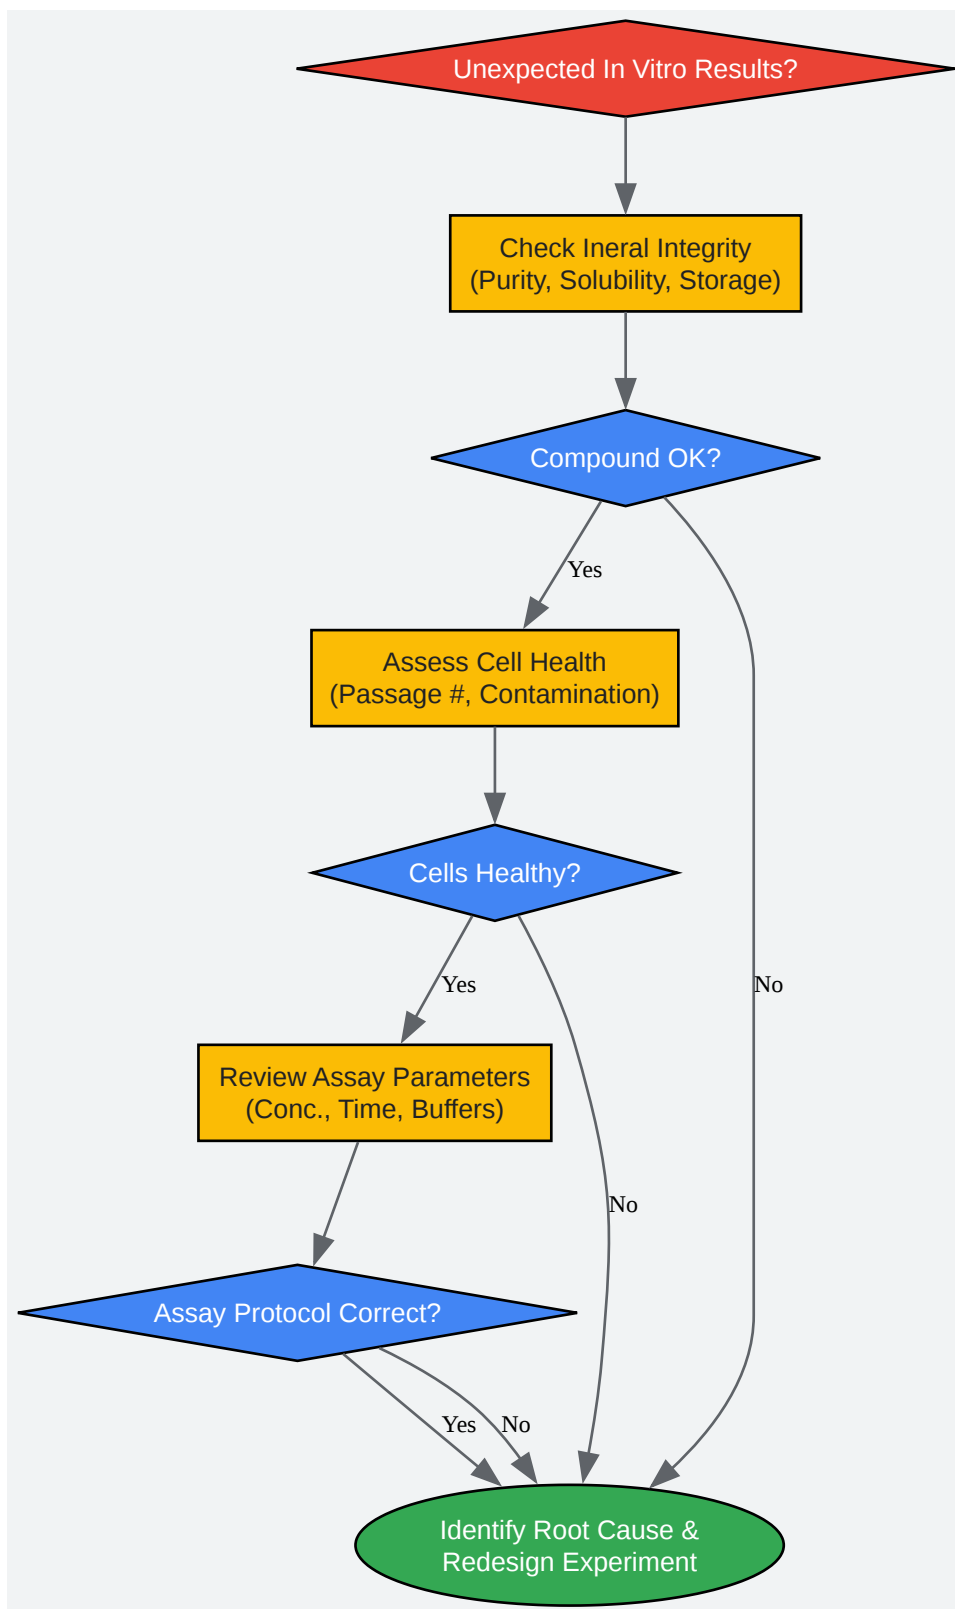 Unexpected In Vitro Results?
Check Ineral Integrity
(Purity, Solubility, Storage)
Compound OK?
Yes
Assess Cell Health
(Passage #, Contamination)
Cells Healthy?
Yes
No
Review Assay Parameters
(Conc., Time, Buffers)
No
Assay Protocol Correct?
Yes
No
Identify Root Cause &
Redesign Experiment